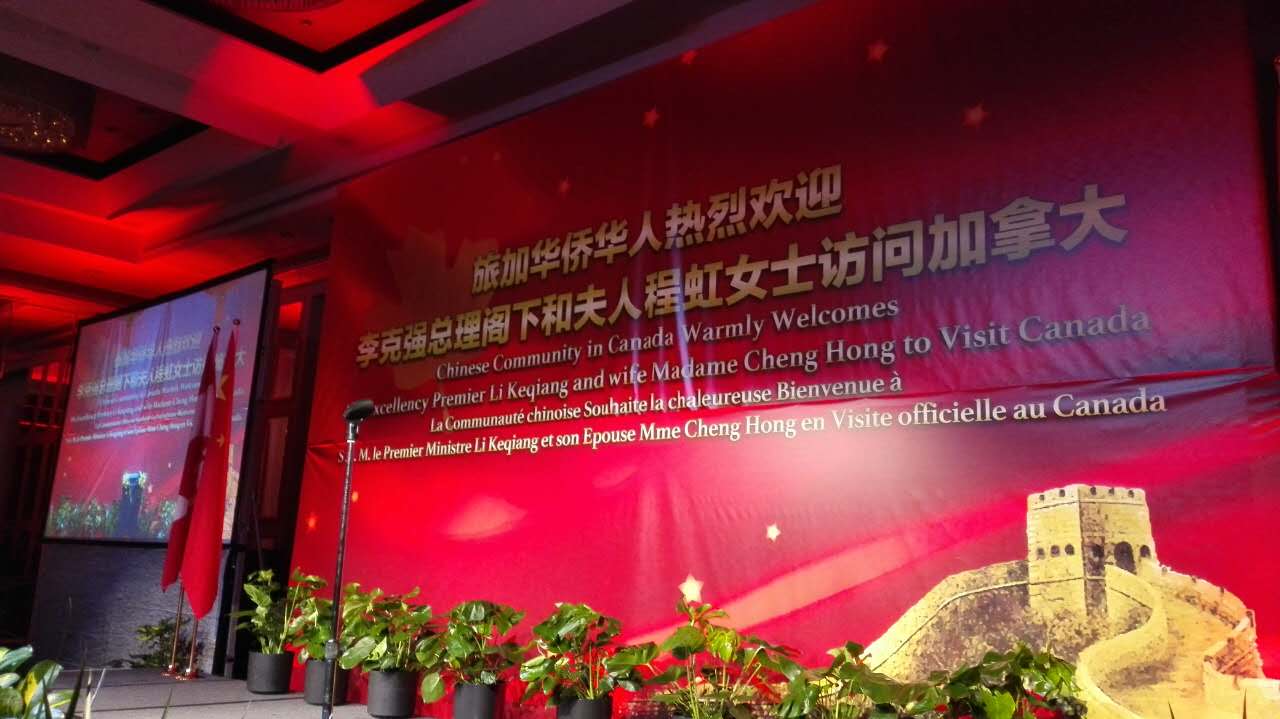 旅加华侨华人热烈欢迎
李克强总理阁下和夫人程虹女士访问加拿大
Chinese Community in Canada Warmly Welcomes
Excellency Premier Li Keqiang and wife Madame Cheng Hong to Visit Canada
La Communauté chinoise Souhaite la chaleureuse Bienvenue à
M. le Premier Ministre Li Keqiang et son Epouse Mme Cheng Hong en Visite officielle au Canada